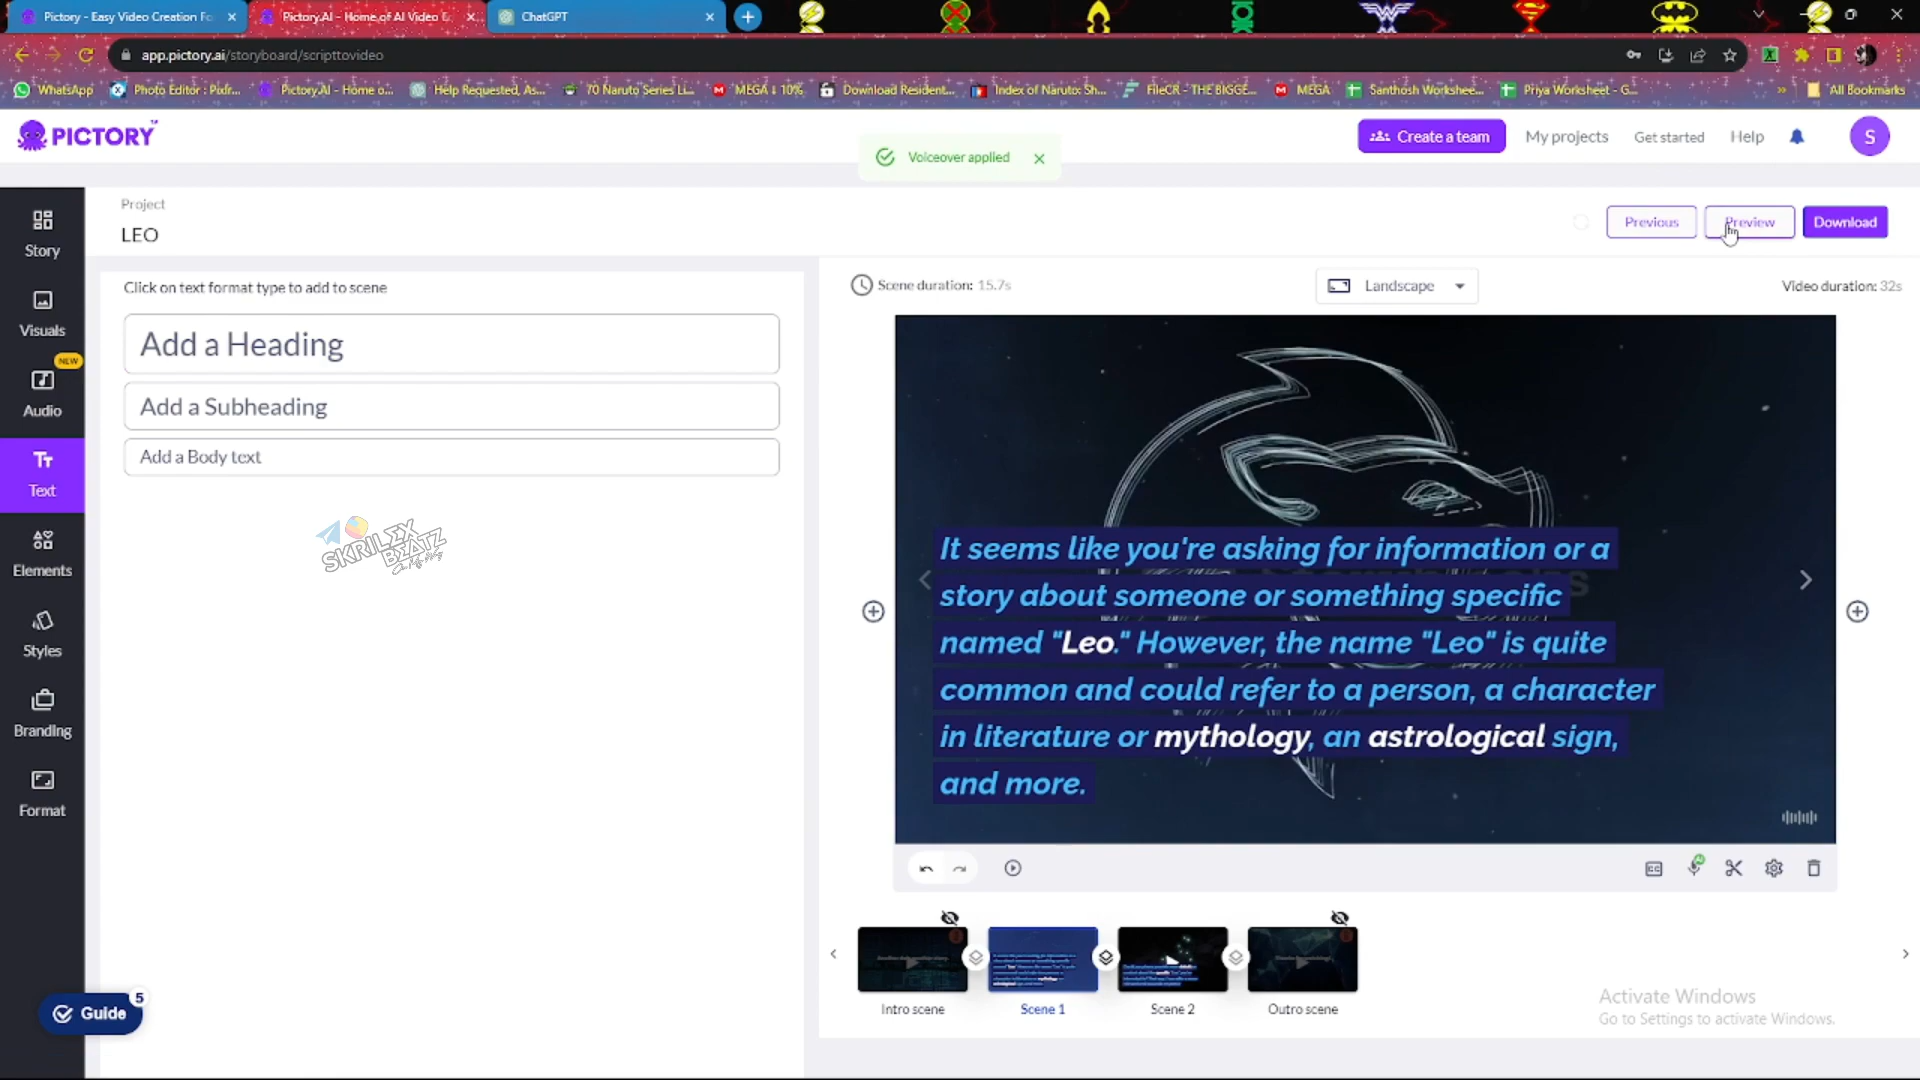 Pictory - Easy Video Creation Fo
Pictory.AI - Home of AI Video E
ChatGPT
app.pictory.ai/storyboard/scripttovideo
WhatsApp
Photo Editor : Pixlr...
Pictory.AI - Home o...
Help Requested, As...
70 Naruto Series Li...
MEGA ↓ 10%
Download Resident...
Index of Naruto: Sh...
FileCR - THE BIGGE...
MEGA
Santhosh Workshee...
Priya Worksheet - G...
»
All Bookmarks
PICTORY
Voiceover applied
Create a team
My projects
Get started
Help
S
Project
LEO
Previous
Preview
Download
Story
Visuals
NEW
Audio
Text
Elements
Styles
Branding
Format
Guide
5
Click on text format type to add to scene
Add a Heading
Add a Subheading
Add a Body text
SKRILEX
BEATZ
Scene duration: 15.7s
Landscape
Video duration: 32s
It seems like you're asking for information or a
story about someone or something specific
named "Leo." However, the name "Leo" is quite
common and could refer to a person, a character
in literature or mythology, an astrological sign,
and more.
Intro scene
Scene 1
Scene 2
Outro scene
Activate Windows
Go to Settings to activate Windows.